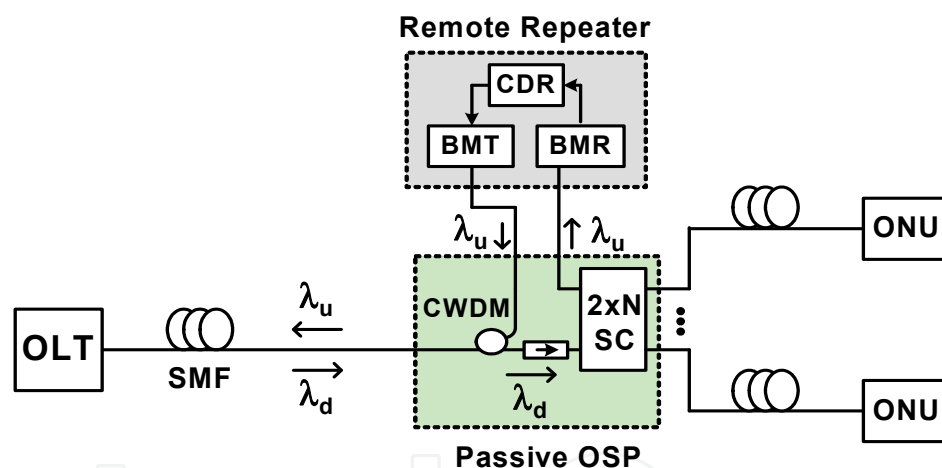 Remote Repeater
CDR
BMT
BMR
λu
λu
ONU
CWDM
2xN
SC
λu
OLT
SMF
λd
λd
ONU
Passive OSP